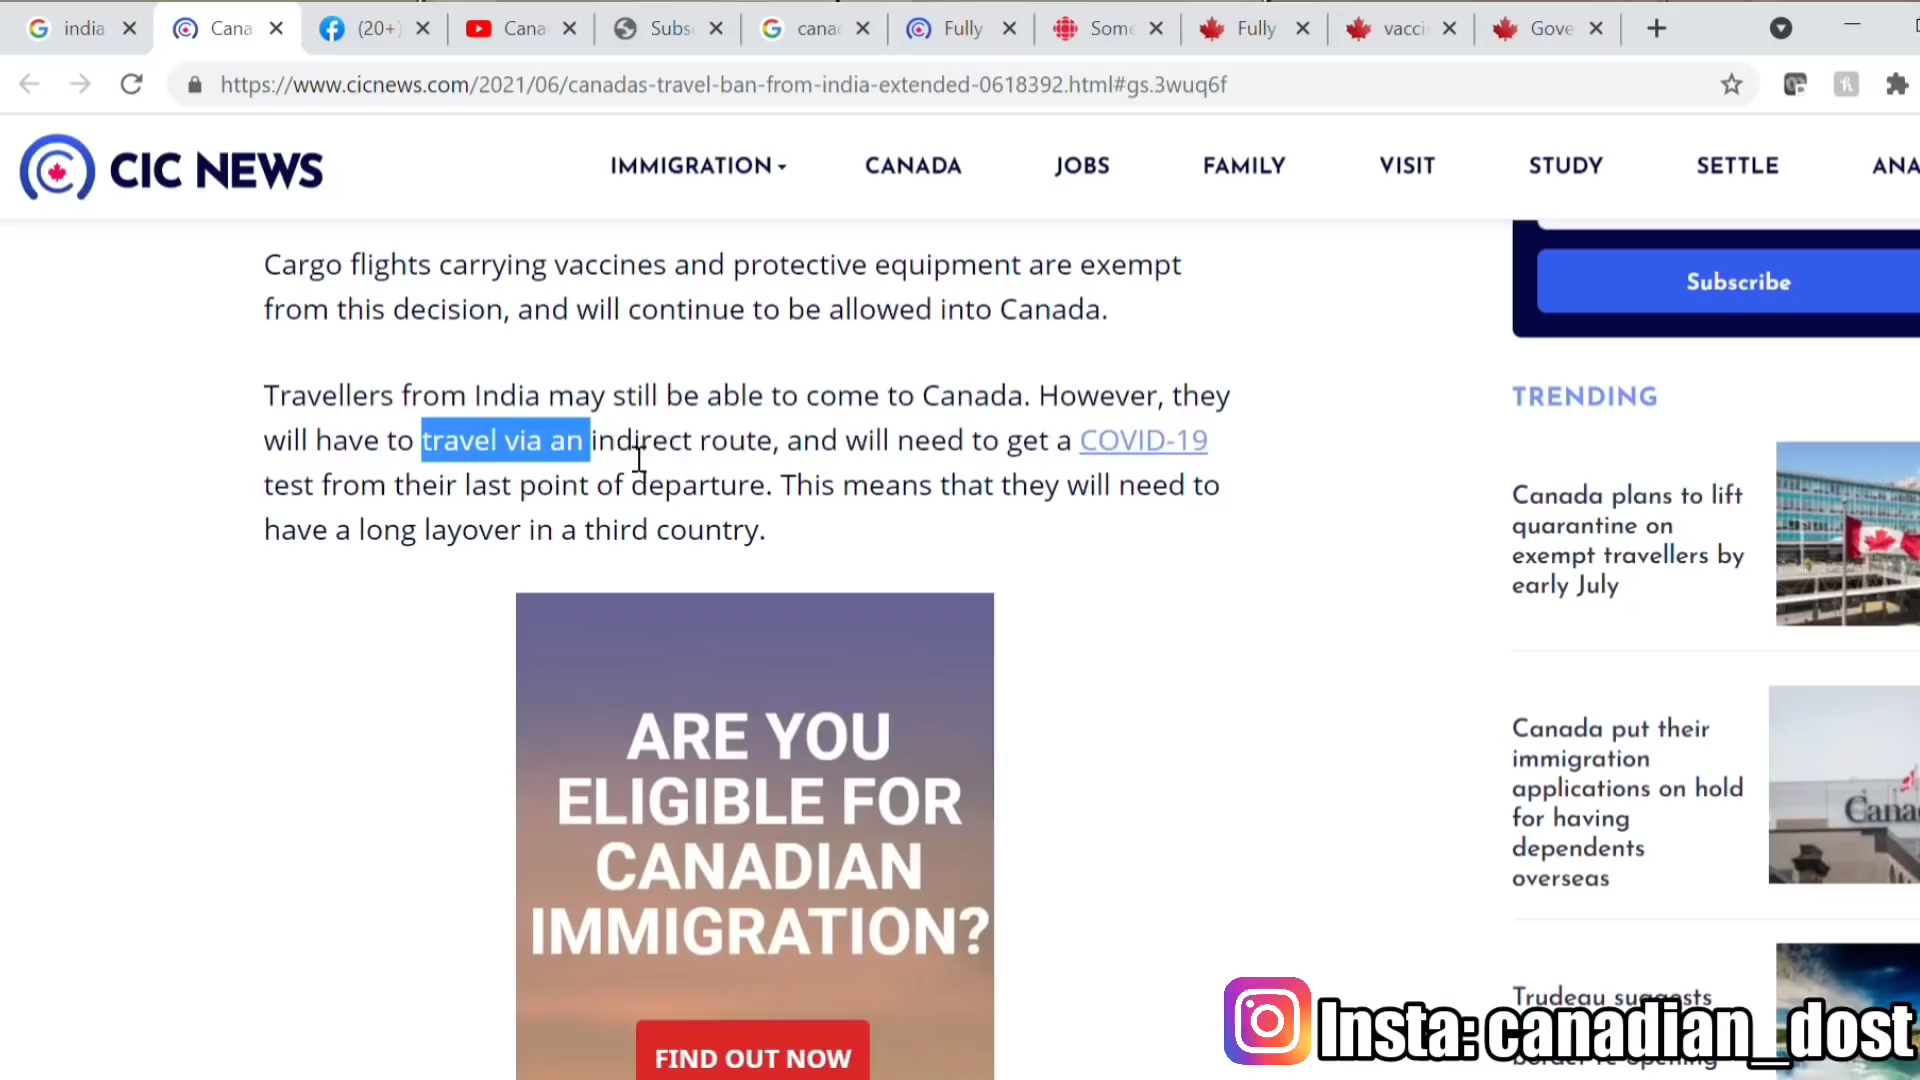 india
Cana
(20+)
Cana
Subs
cana
Fully
Some
Fully
vacci
Gove
https://www.cicnews.com/2021/06/canadas-travel-ban-from-india-extended-0618392.html#gs.3wuq6f
CIC NEWS
IMMIGRATION
CANADA
JOBS
FAMILY
VISIT
STUDY
SETTLE
ANA
Cargo flights carrying vaccines and protective equipment are exempt
from this decision, and will continue to be allowed into Canada.
Travellers from India may still be able to come to Canada. However, they
will have to travel via an indirect route, and will need to get a COVID-19
test from their last point of departure. This means that they will need to
have a long layover in a third country.
ARE YOU
ELIGIBLE FOR
CANADIAN
IMMIGRATION?
FIND OUT NOW
Subscribe
TRENDING
Canada plans to lift
quarantine on
exempt travellers by
early July
Canada put their
immigration
applications on hold
for having
dependents
overseas
Cana
Trudeau suggests
Insta: canadian_dost